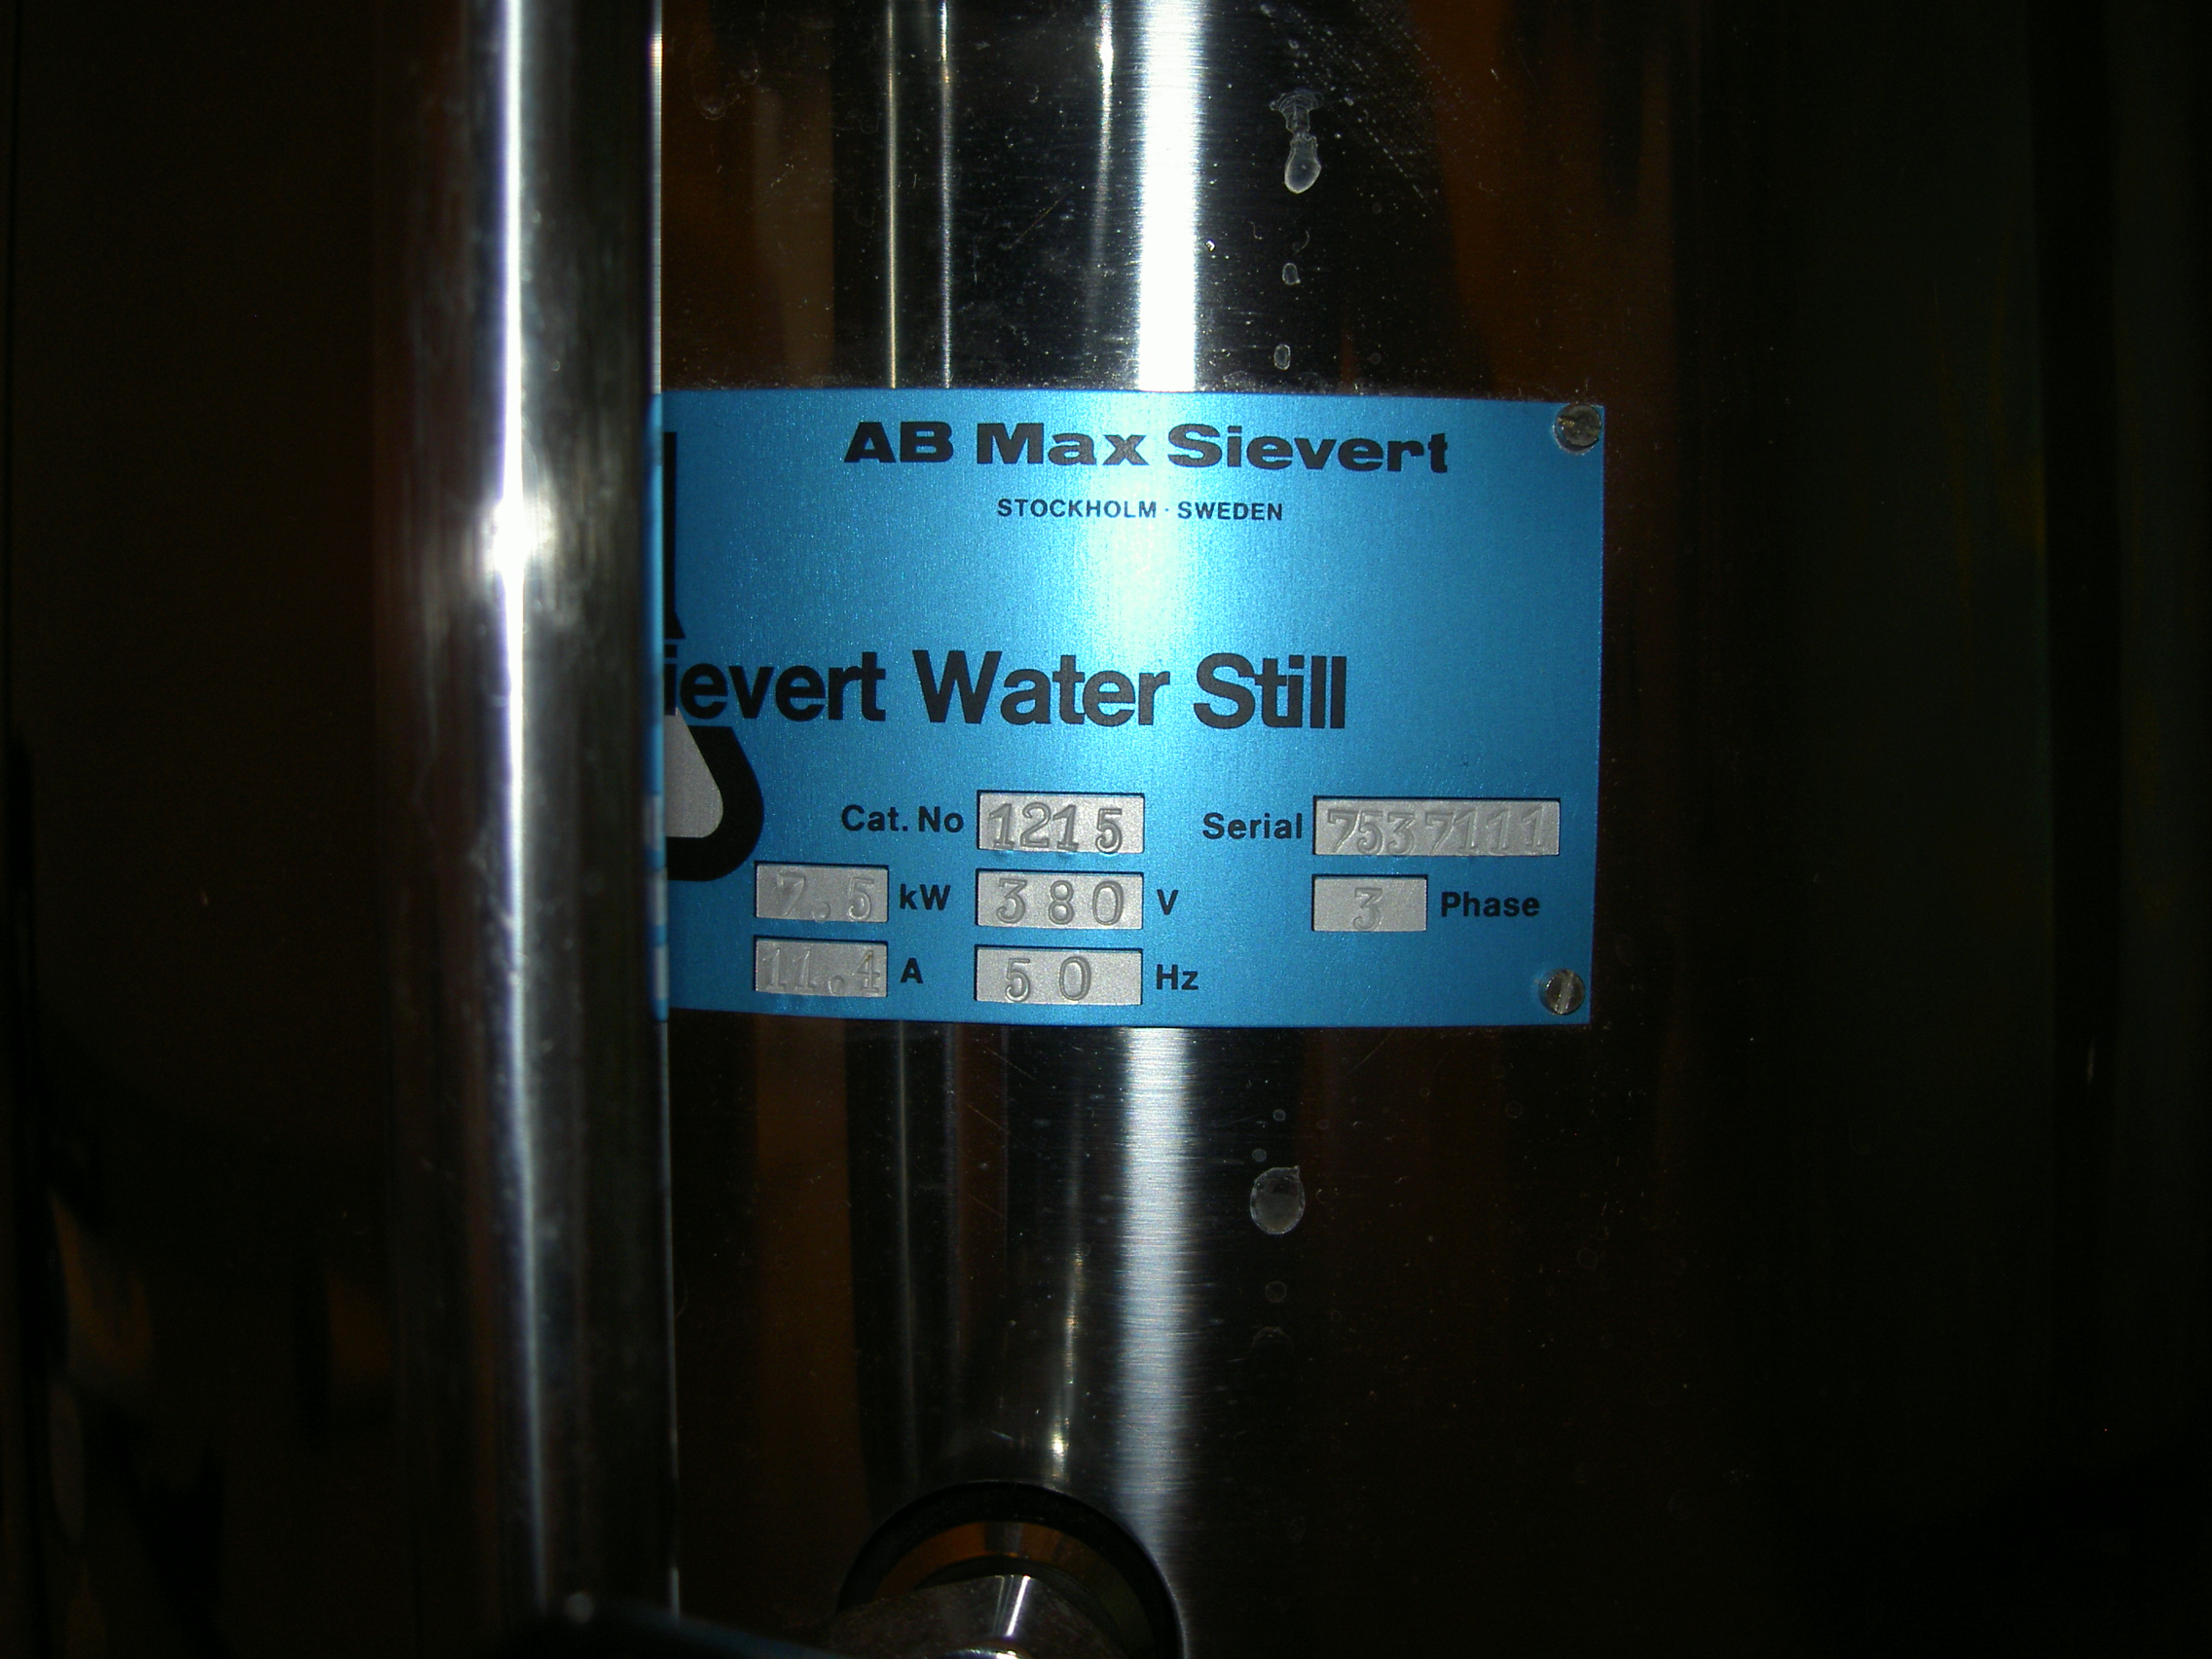 AB Max Sievert
STOCKHOLM · SWEDEN
ievert Water Still
Cat. No 1215 Serial 7537111
7.5 kW 380 V 3 Phase
11.4 A 50 Hz